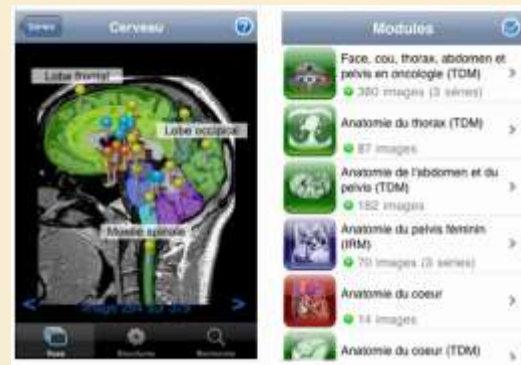 Séries
Cerveau
Lobe frontal
Lobe occipital
Moelle spinale
Recherche
Modules
Face, cou, thorax, abdomen et
pelvis en oncologie (TDM)
380 images (3 séries)
Anatomie du thorax (TDM)
87 images
Anatomie de l'abdomen et du
pelvis (TDM)
182 images
Anatomie du pelvis féminin
(IRM)
70 images (3 séries)
Anatomie du coeur
14 images
Anatomie du coeur (TDM)